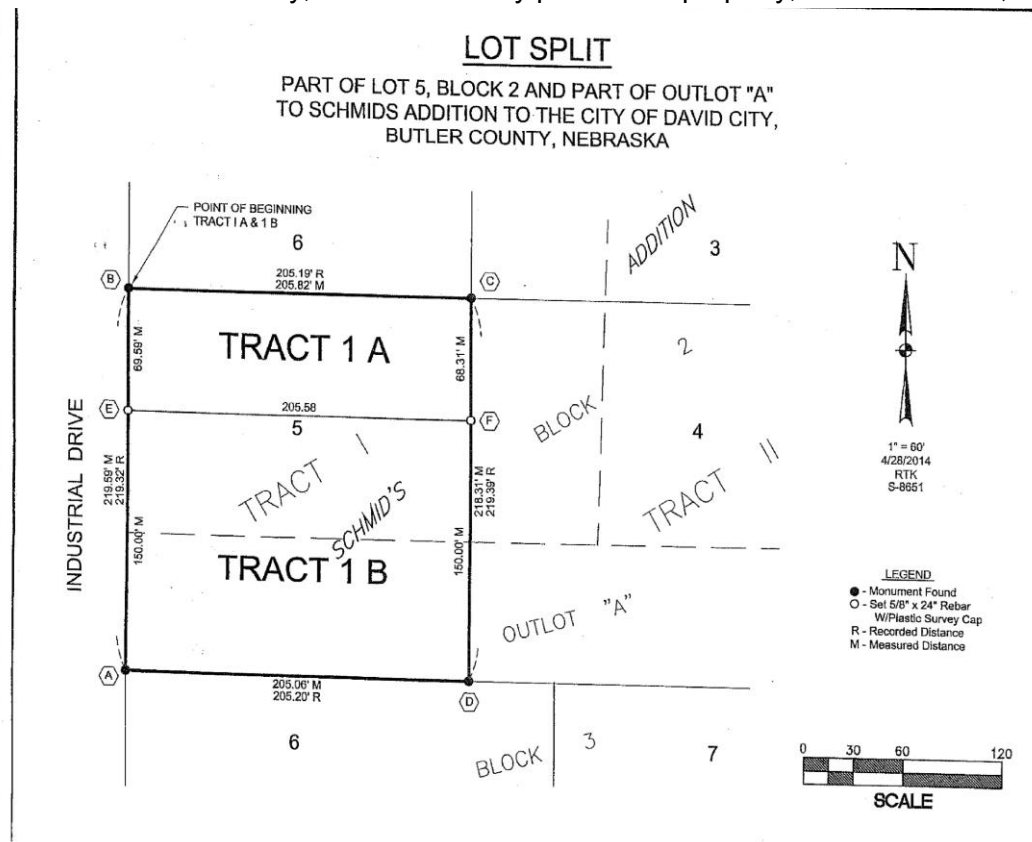 LOT SPLIT
PART OF LOT 5, BLOCK 2 AND PART OF OUTLOT "A"
TO SCHMIDS ADDITION TO THE CITY OF DAVID CITY,
BUTLER COUNTY, NEBRASKA
POINT OF BEGINNING
TRACT I A & 1 B
6
ADDITION
3
N
B
205.19' R
205.82' M
C
69.59' M
TRACT 1 A
68.31' M
2
E
205.58
F
5
BLOCK
4
1" = 60'
4/28/2014
RTK
S-8651
INDUSTRIAL DRIVE
219.59' M
219.32' R
TRACT I
218.31' M
219.39' R
TRACT II
SCHMID'S
150.00' M
TRACT 1 B
150.00' M
LEGEND
- Monument Found
- Set 5/8" x 24" Rebar
W/Plastic Survey Cap
R - Recorded Distance
M - Measured Distance
OUTLOT "A"
A
205.06' M
205.20' R
D
6
BLOCK 3
7
0 30 60 120
SCALE